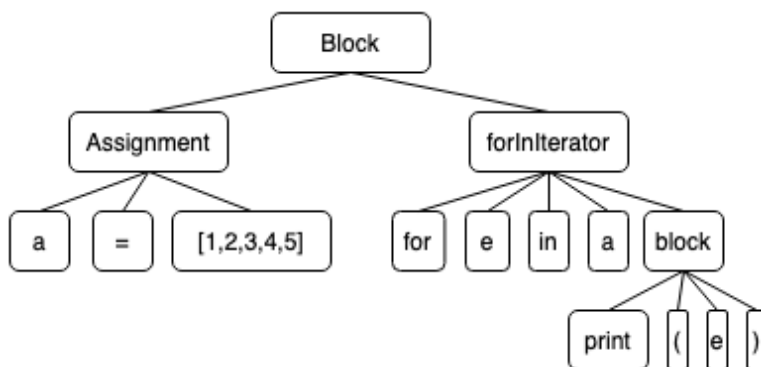 Block
Assignment forInIterator
a = [1,2,3,4,5] for e in a block
print ( e )